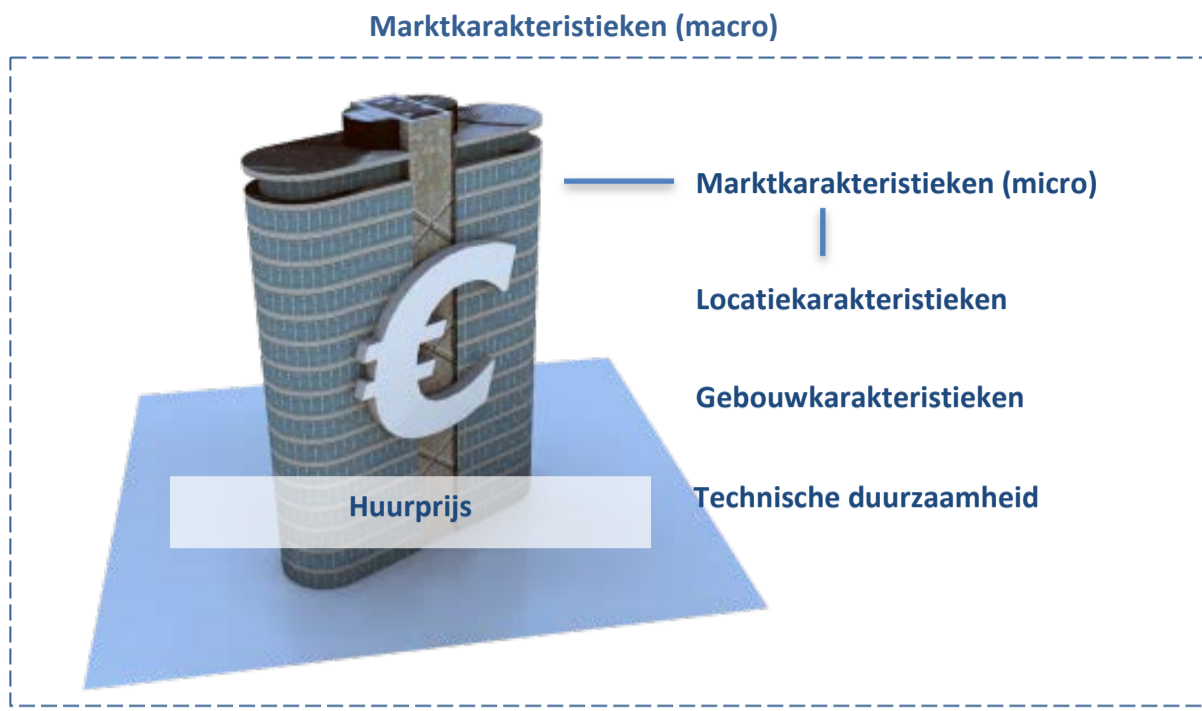 Marktkarakteristieken (macro)
Marktkarakteristieken (micro)
Locatiekarakteristieken
Gebouwkarakteristieken
Technische duurzaamheid
Huurprijs
€